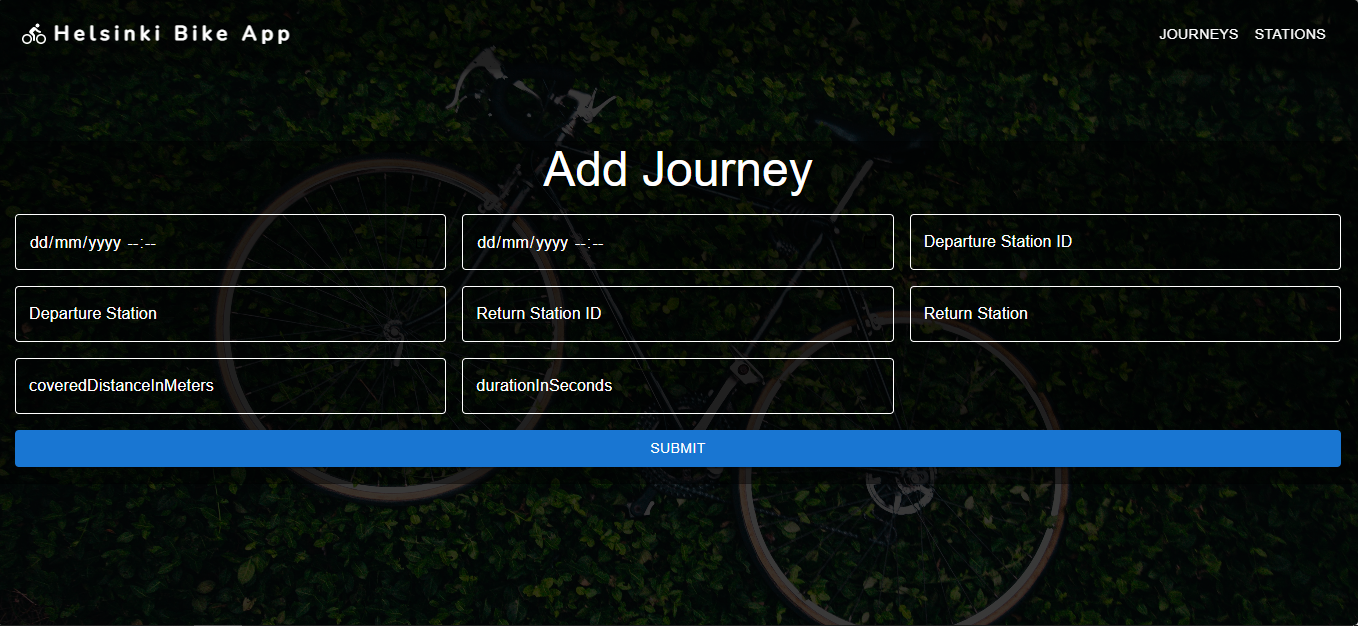 Helsinki Bike App
JOURNEYS STATIONS
Add Journey
dd/mm/yyyy --:--
dd/mm/yyyy --:--
Departure Station ID
Departure Station
Return Station ID
Return Station
coveredDistanceInMeters
durationInSeconds
SUBMIT